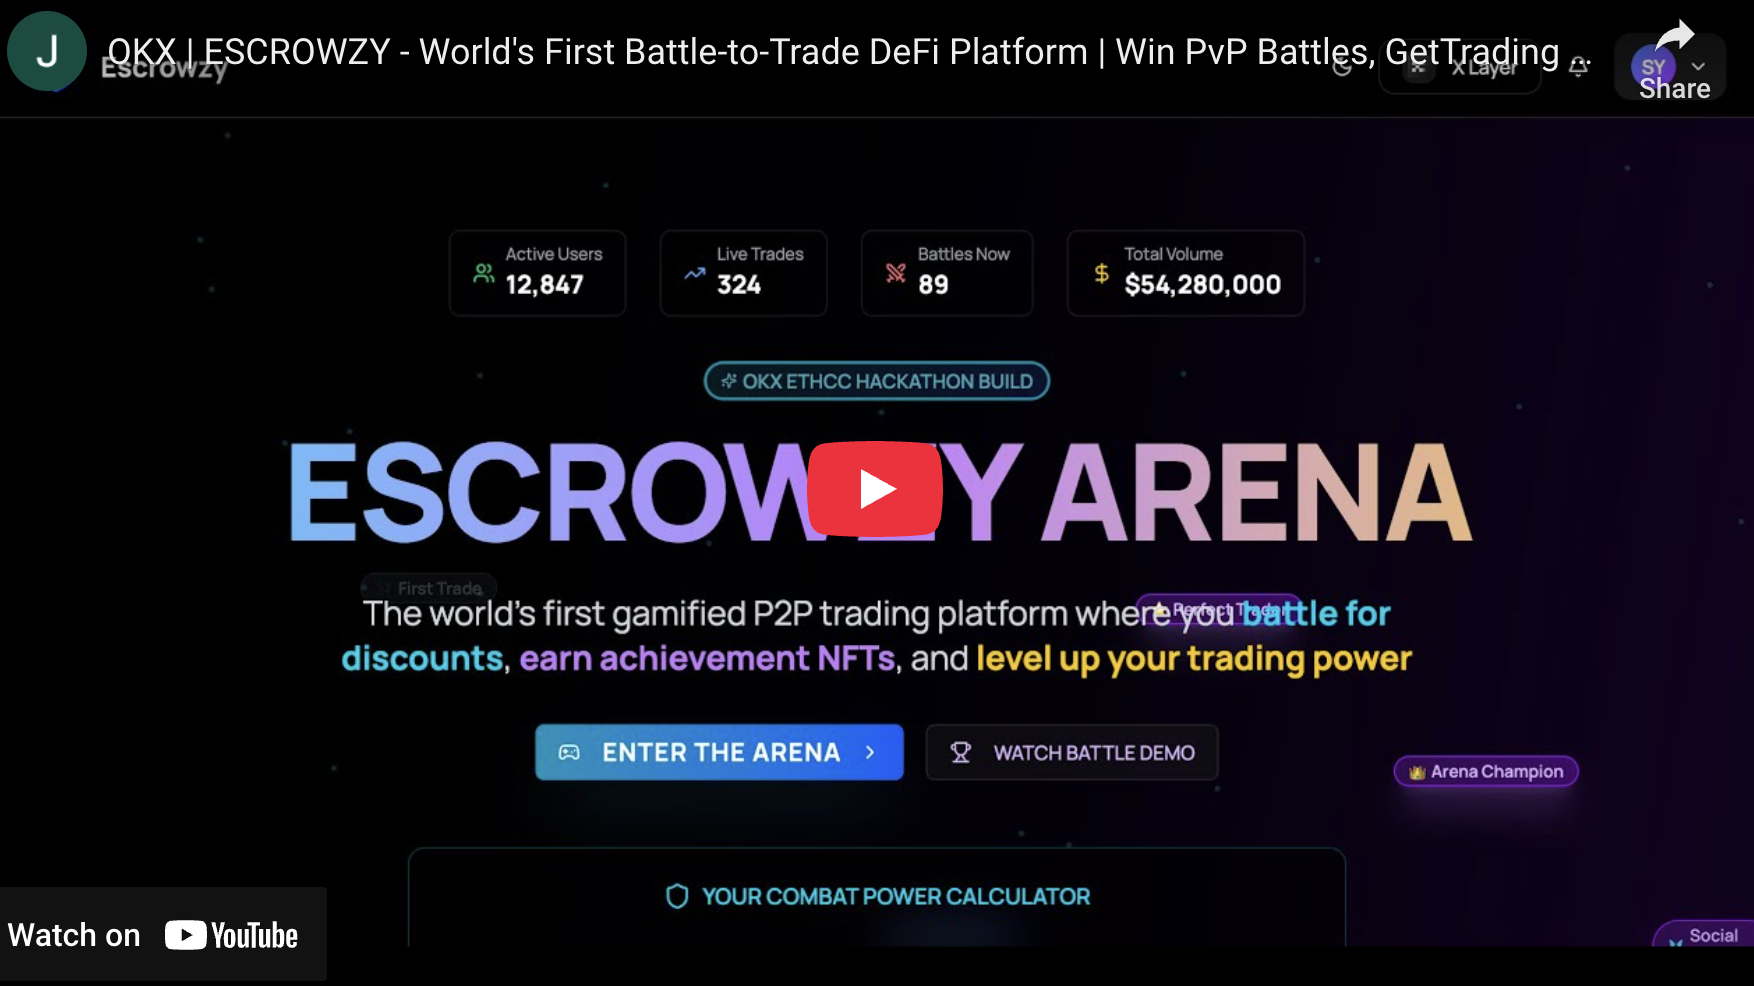 J
OKX | ESCROWZY - World's First Battle-to-Trade DeFi Platform | Win PvP Battles, GetTrading ...
Escrowzy
X Layer
SY
Share
Active Users
12,847
Live Trades
324
Battles Now
89
Total Volume
$54,280,000
OKX ETHCC HACKATHON BUILD
ESCROWZY ARENA
First Trade
Perfect Trader
The world's first gamified P2P trading platform where you battle for
discounts, earn achievement NFTs, and level up your trading power
ENTER THE ARENA
WATCH BATTLE DEMO
Arena Champion
YOUR COMBAT POWER CALCULATOR
Watch on YouTube
Social